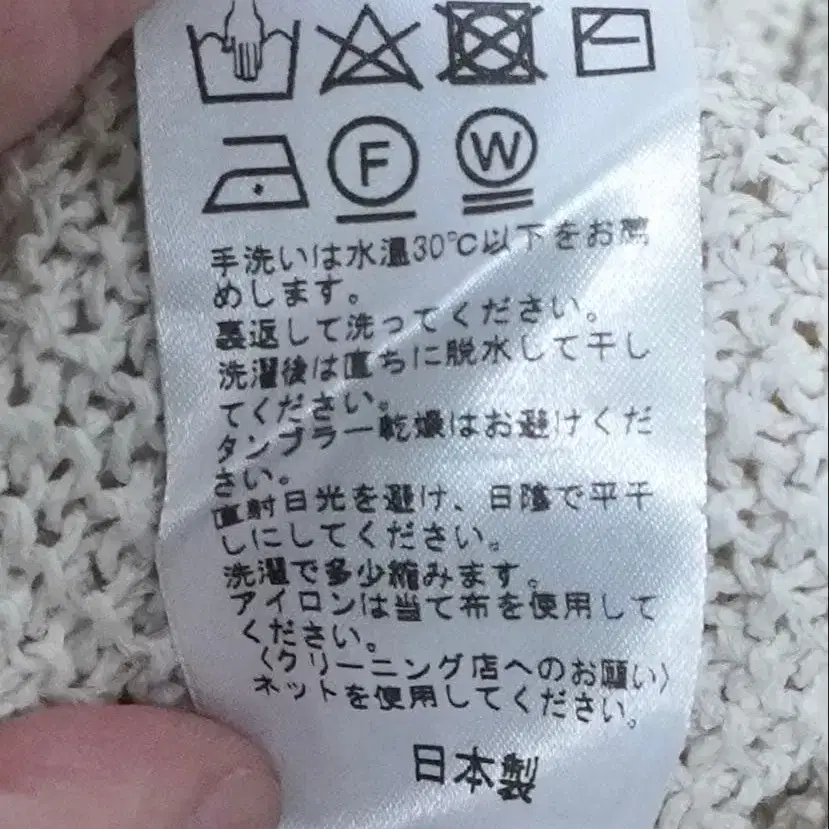 F W
手洗いは水温30℃以下をお薦
めします。
裏返して洗ってください。
洗濯後は直ちに脱水して干し
てください。
タンブラー乾燥はお避けくだ
さい。
直射日光を避け、日陰で平干
しにしてください。
洗濯で多少縮みます。
アイロンは当て布を使用して
ください。
〈クリーニング店へのお願い〉
ネットを使用してください。
日本製